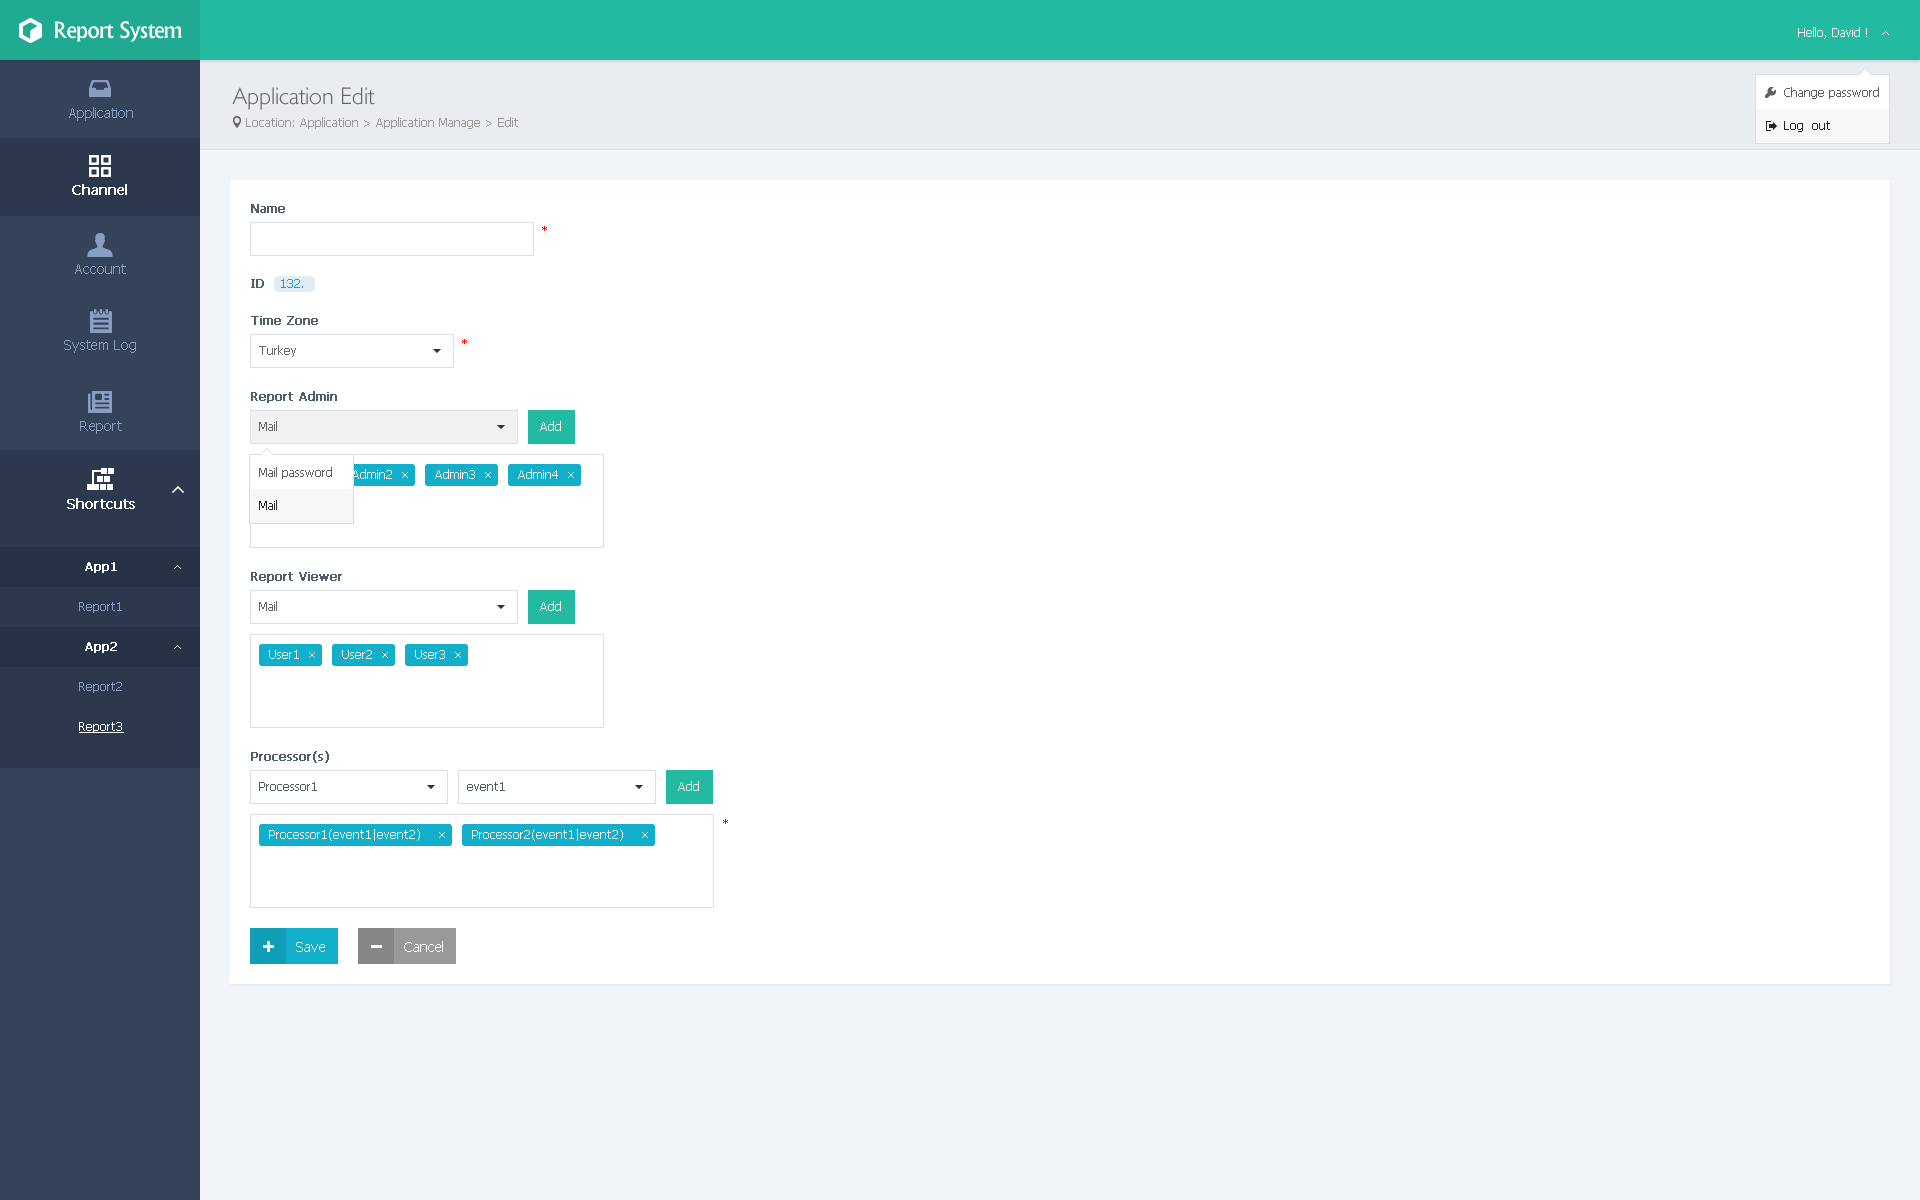 Report System
Hello, David !
Change password
Log out
Application
Channel
Account
System Log
Report
Shortcuts
App1
Report1
App2
Report2
Report3
Application Edit
Location: Application > Application Manage > Edit
Name
*
ID 132.
Time Zone
Turkey *
Report Admin
Mail Add
Mail password
Mail
Admin2 × Admin3 × Admin4 ×
Report Viewer
Mail Add
User1 × User2 × User3 ×
Processor(s)
Processor1 event1 Add
Processor1(event1|event2) × Processor2(event1|event2) × *
Save Cancel